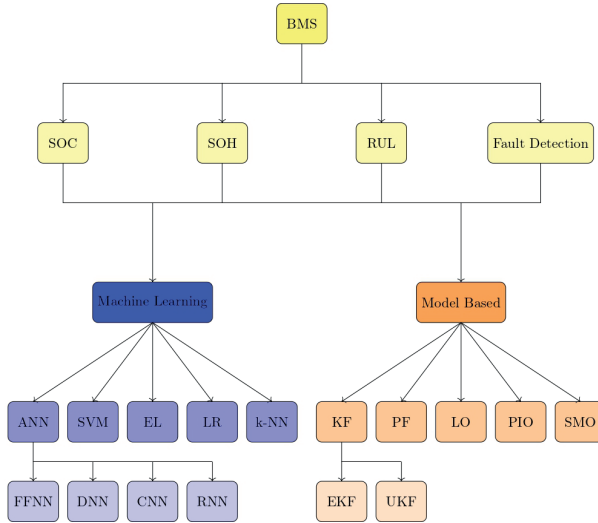 BMS
SOC
SOH
RUL
Fault Detection
Machine Learning
Model Based
ANN
SVM
EL
LR
k-NN
KF
PF
LO
PIO
SMO
FFNN
DNN
CNN
RNN
EKF
UKF